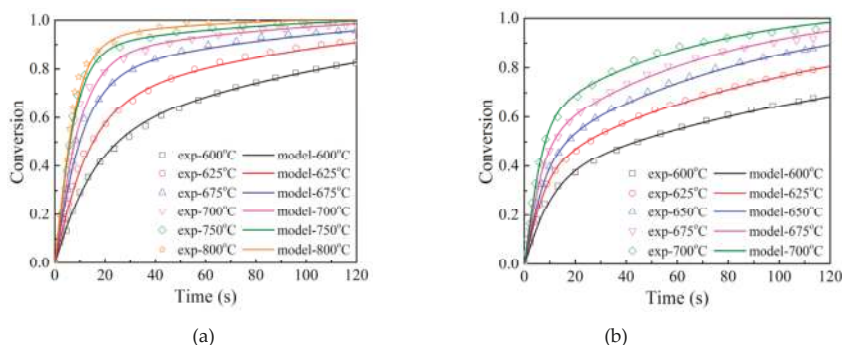 1.0
0.8
0.6
0.4
0.2
0.0
Conversion
exp-600°C model-600°C
exp-625°C model-625°C
exp-675°C model-675°C
exp-700°C model-700°C
exp-750°C model-750°C
exp-800°C model-800°C
0 20 40 60 80 100 120
Time (s)
(a)
1.0
0.8
0.6
0.4
0.2
0.0
Conversion
exp-600°C model-600°C
exp-625°C model-625°C
exp-650°C model-650°C
exp-675°C model-675°C
exp-700°C model-700°C
0 20 40 60 80 100 120
Time (s)
(b)